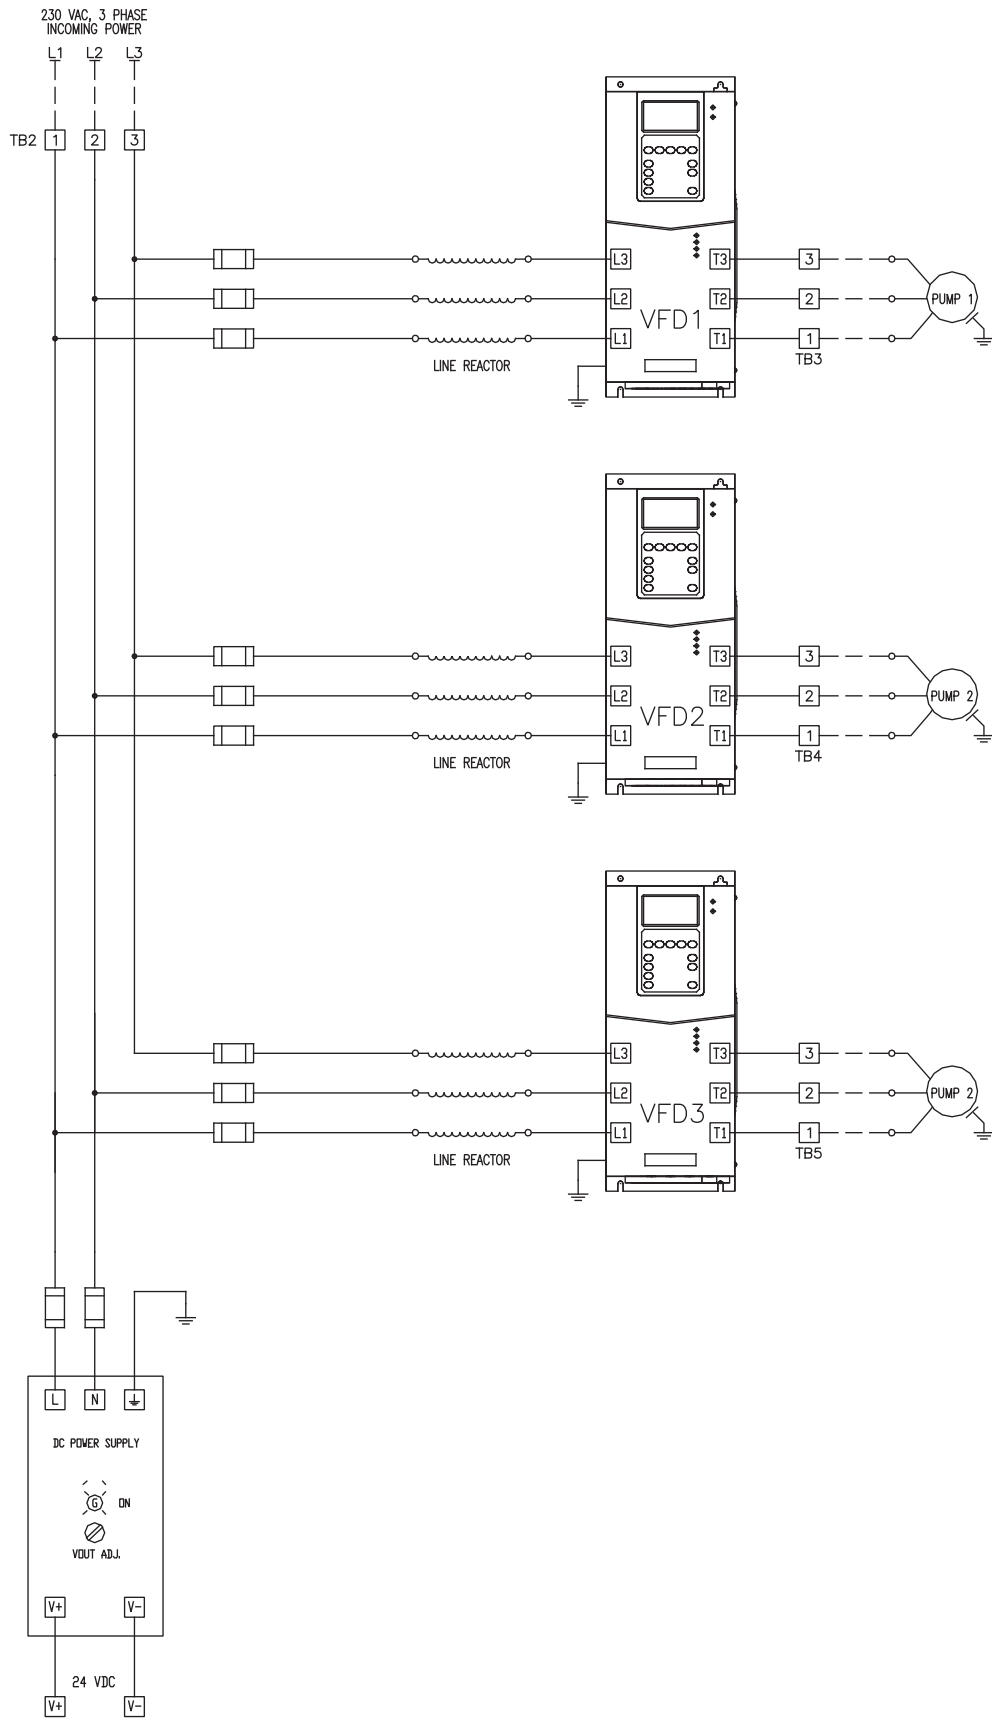 230 VAC, 3 PHASE
INCOMING POWER
L1 L2 L3
TB2 1 2 3
L3 T3 3
L2 T2 2 PUMP 1
VFD1
L1 T1 1
LINE REACTOR TB3
L3 T3 3
L2 T2 2 PUMP 2
VFD2
L1 T1 1
LINE REACTOR TB4
L3 T3 3
L2 T2 2 PUMP 2
VFD3
L1 T1 1
LINE REACTOR TB5
L N
DC POWER SUPPLY
G ON
VOUT ADJ.
V+ V-
24 VDC
V+ V-